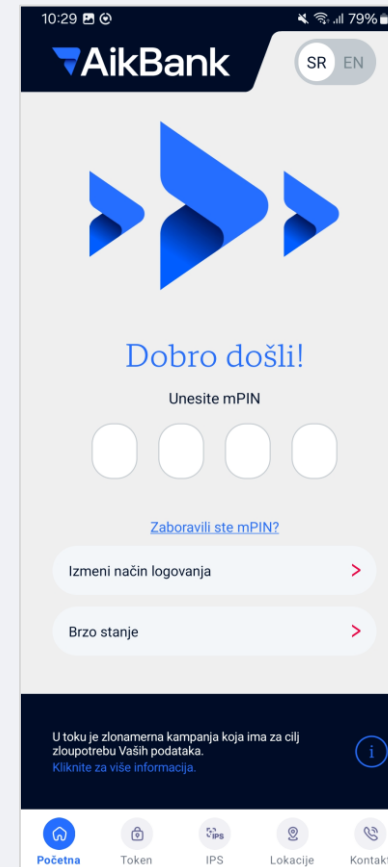 10:29 79%
AikBank
SR EN
Dobro došli!
Unesite mPIN
Zaboravili ste mPIN?
Izmeni način logovanja
Brzo stanje
U toku je zlonamerna kampanja koja ima za cilj
zloupotrebu Vaših podataka.
Kliknite za više informacija.
i
IPS
Početna Token IPS Lokacije Kontakt